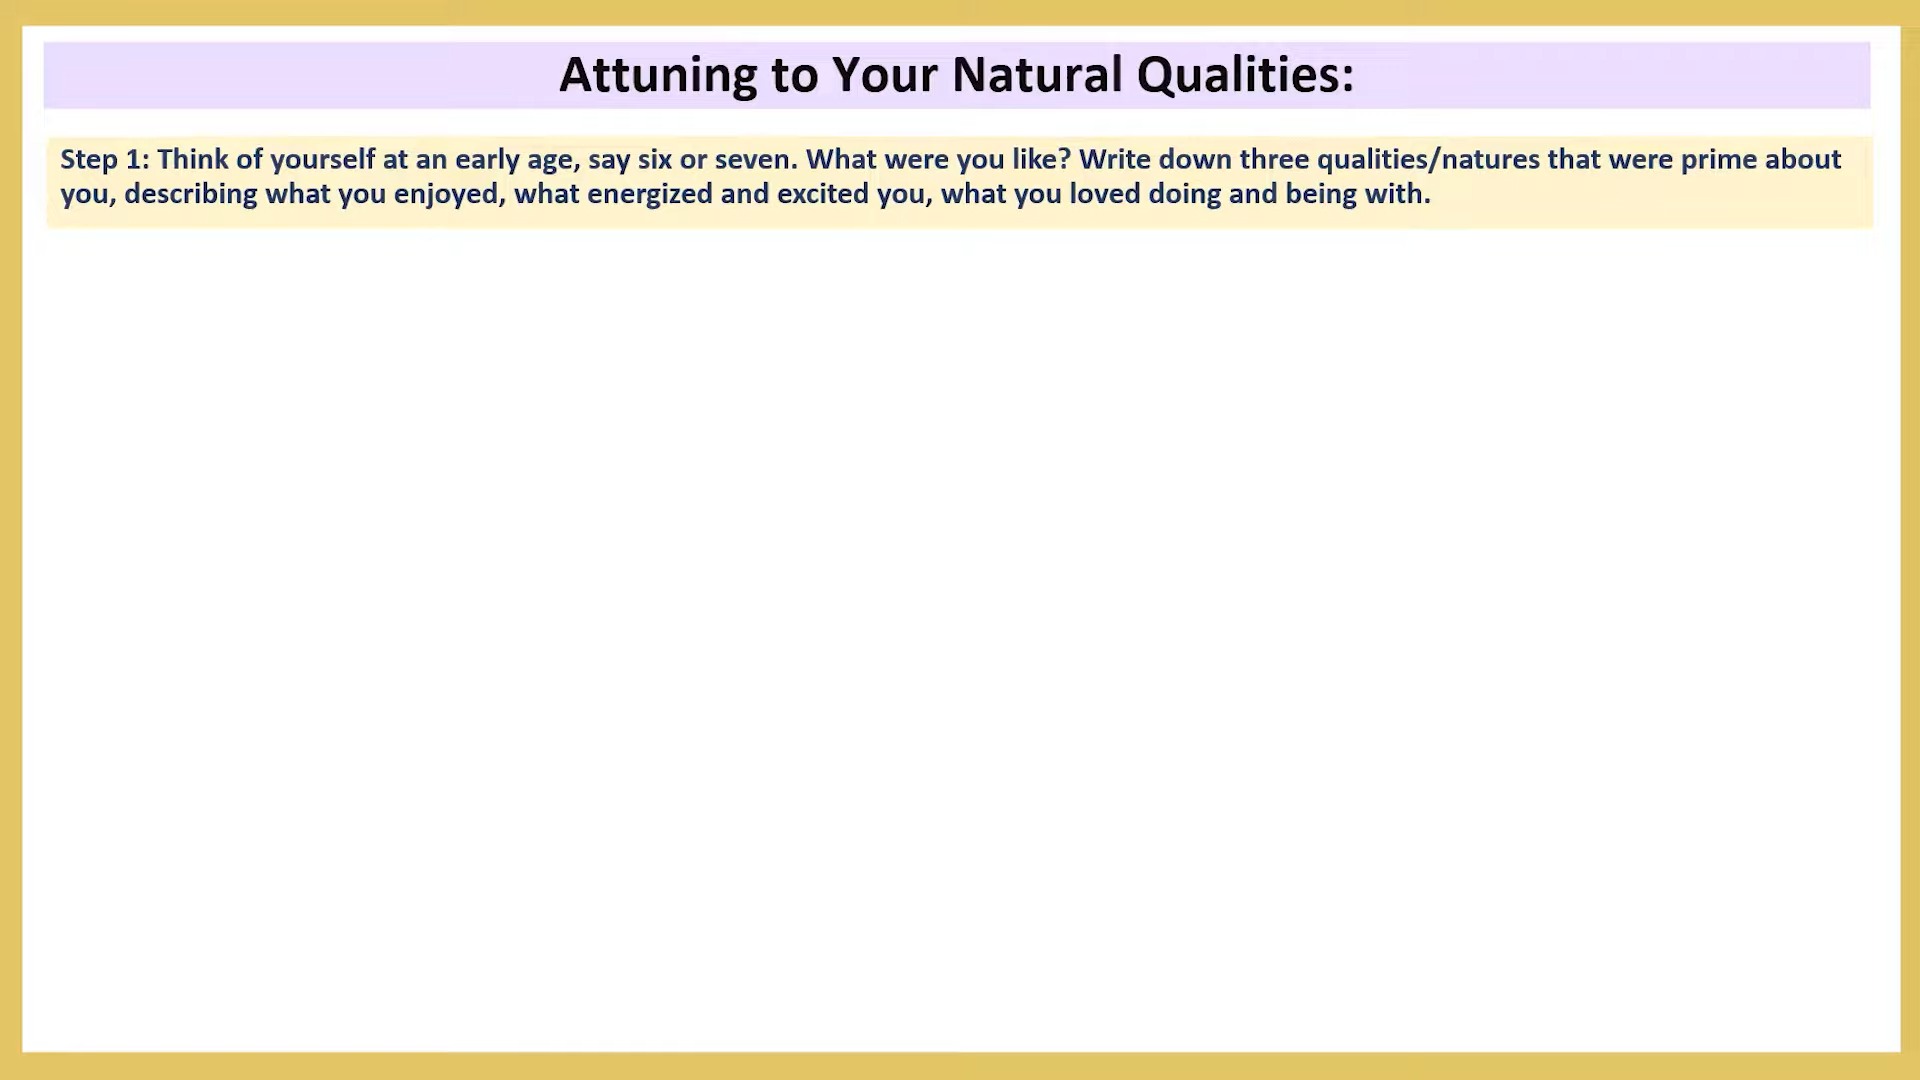 Attuning to Your Natural Qualities:
Step 1: Think of yourself at an early age, say six or seven. What were you like? Write down three qualities/natures that were prime about
you, describing what you enjoyed, what energized and excited you, what you loved doing and being with.